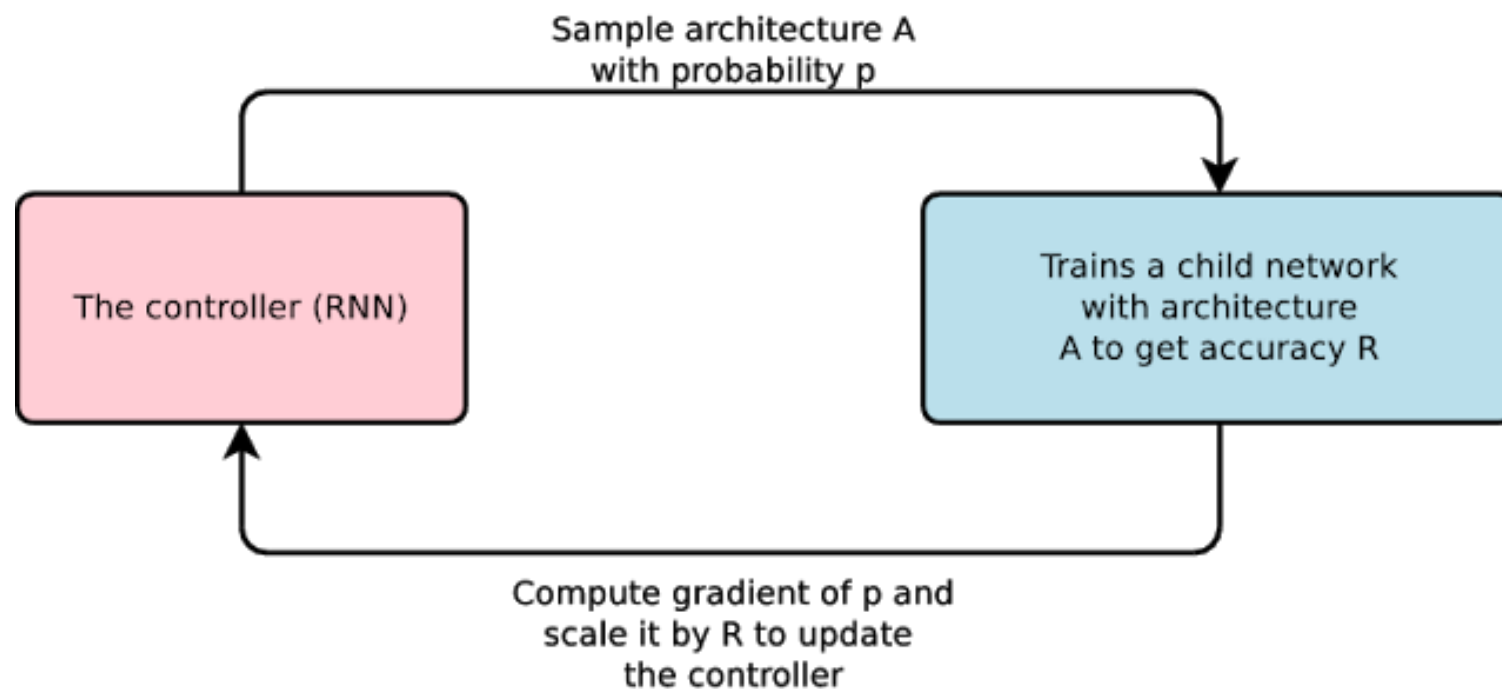 Sample architecture A
with probability p
The controller (RNN)
Trains a child network
with architecture
A to get accuracy R
Compute gradient of p and
scale it by R to update
the controller